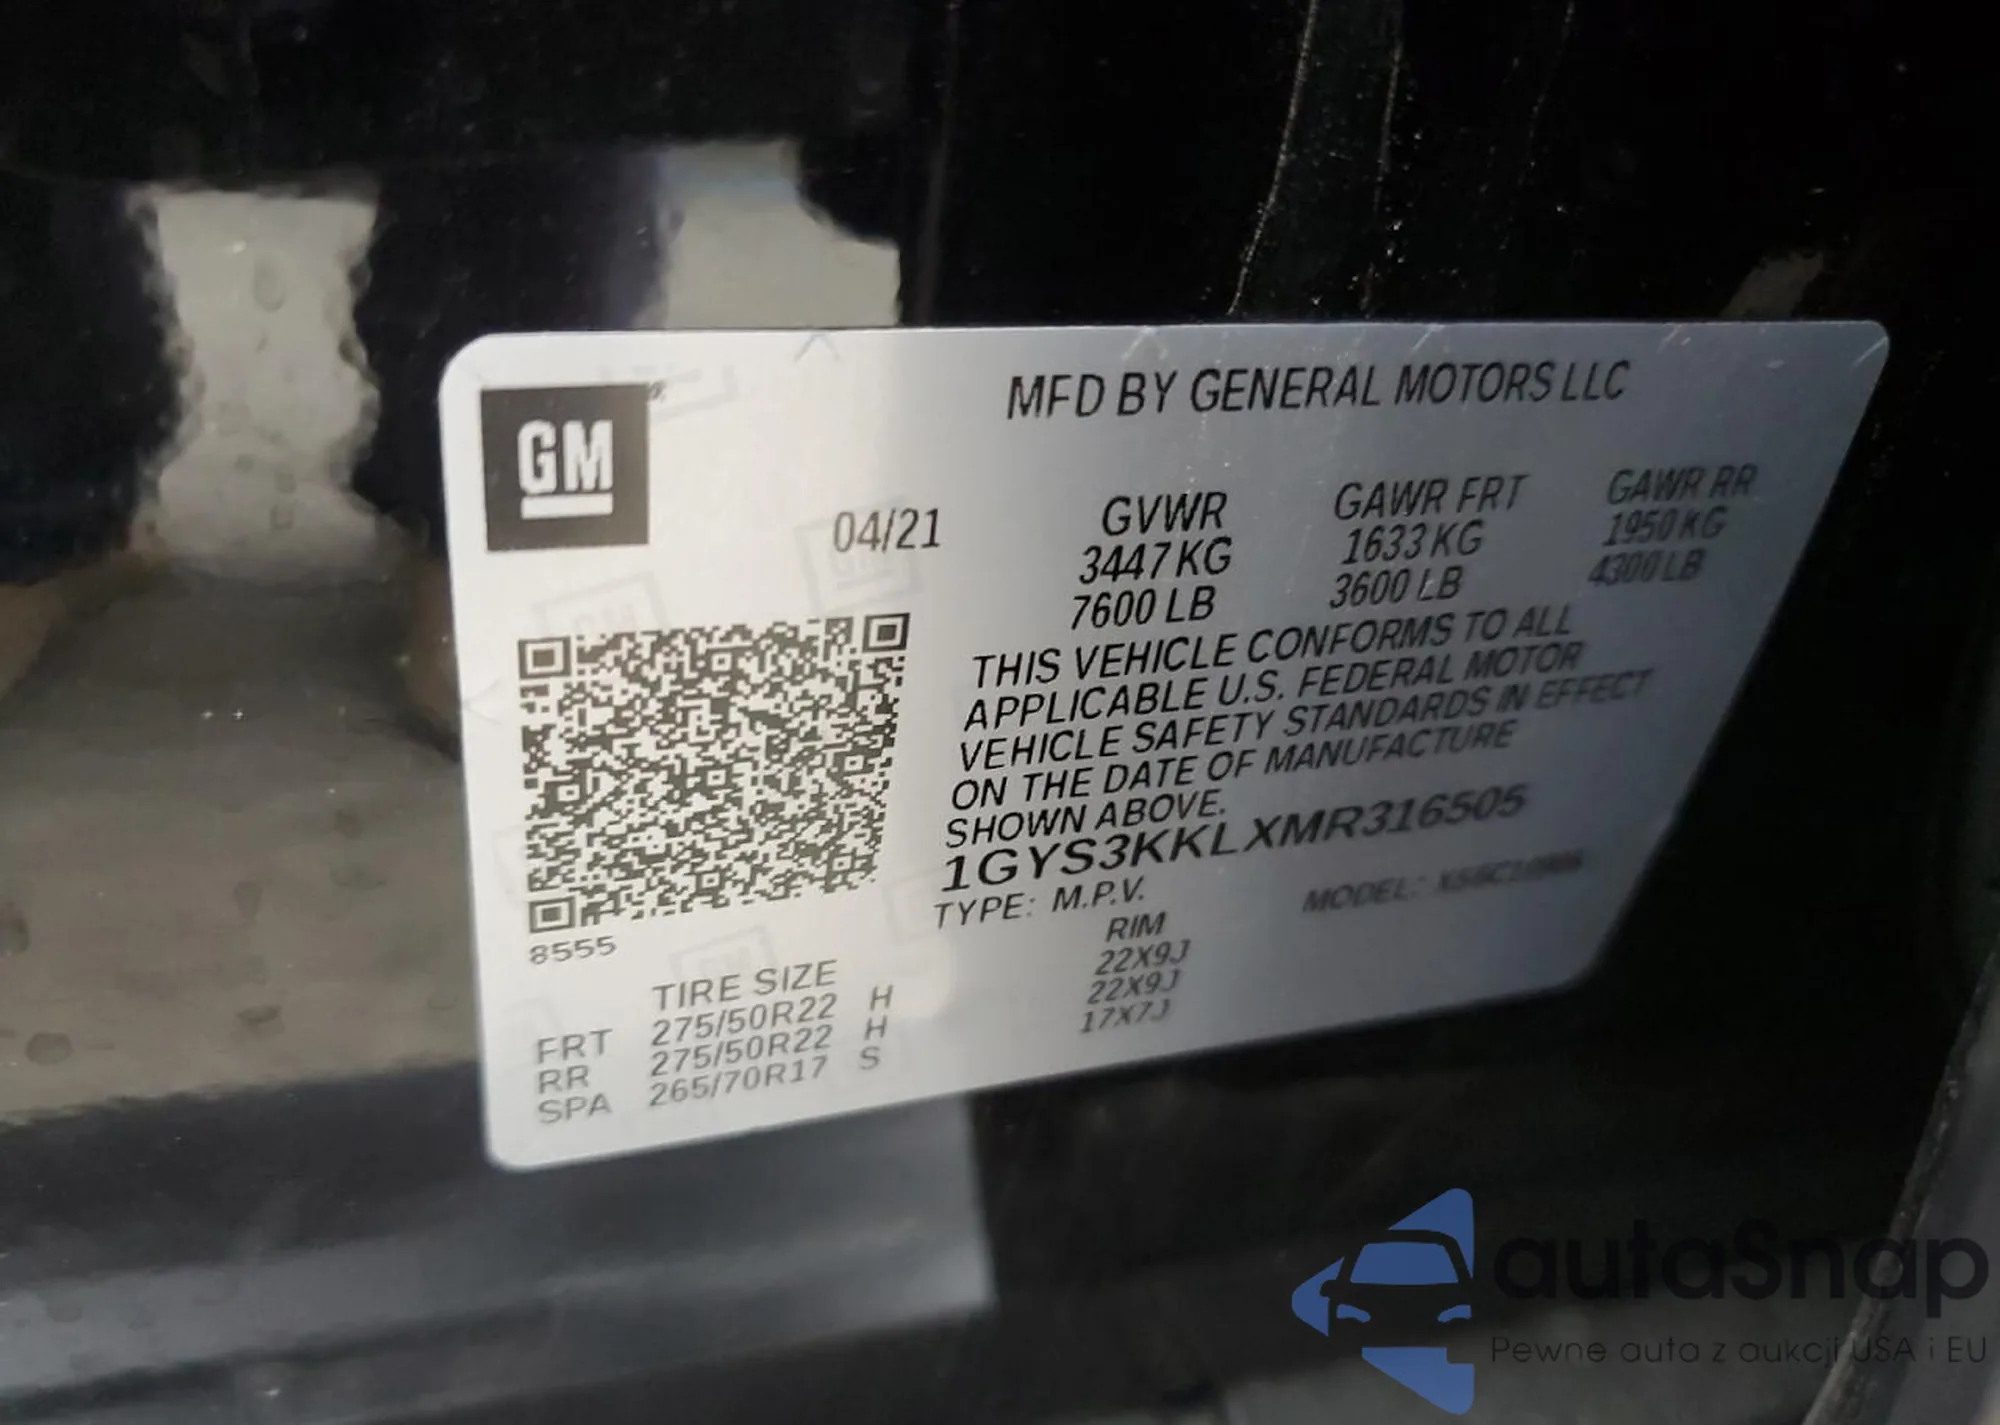 GM
MFD BY GENERAL MOTORS LLC
04/21
GVWR GAWR FRT GAWR RR
3447 KG 1633 KG 1950 KG
7600 LB 3600 LB 4300 LB
THIS VEHICLE CONFORMS TO ALL
APPLICABLE U.S. FEDERAL MOTOR
VEHICLE SAFETY STANDARDS IN EFFECT
ON THE DATE OF MANUFACTURE
SHOWN ABOVE.
1GYS3KKLXMR316505
TYPE: M.P.V. MODEL:
8555
TIRE SIZE RIM
FRT 275/50R22 H 22X9J
RR 275/50R22 H 22X9J
SPA 265/70R17 S 17X7J
autaSnap
Pewne auta z aukcji USA i EU